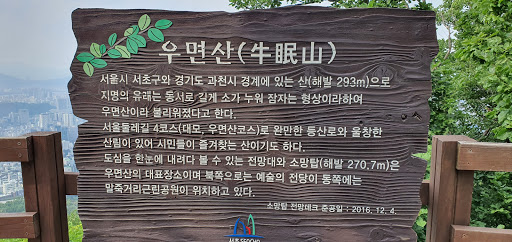 우면산(牛眠山)
서울시 서초구와 경기도 과천시 경계에 있는 산(해발 293m)으로
지명의 유래는 동서로 길게 소가 누워 잠자는 형상이라하여
우면산이라 불리워졌다고 한다.
서울둘레길 4코스(대모, 우면산코스)로 완만한 등산로와 울창한
산림이 있어 시민들이 즐겨찾는 산이기도 하다.
도심을 한눈에 내려다 볼 수 있는 전망대와 소망탑(해발 270.7m)은
우면산의 대표장소이며 북쪽으로는 예술의 전당이 동쪽에는
말죽거리근린공원이 위치하고 있다.
소망탑 전망데크 준공일 : 2016. 12. 4.
서초 SEOCHO